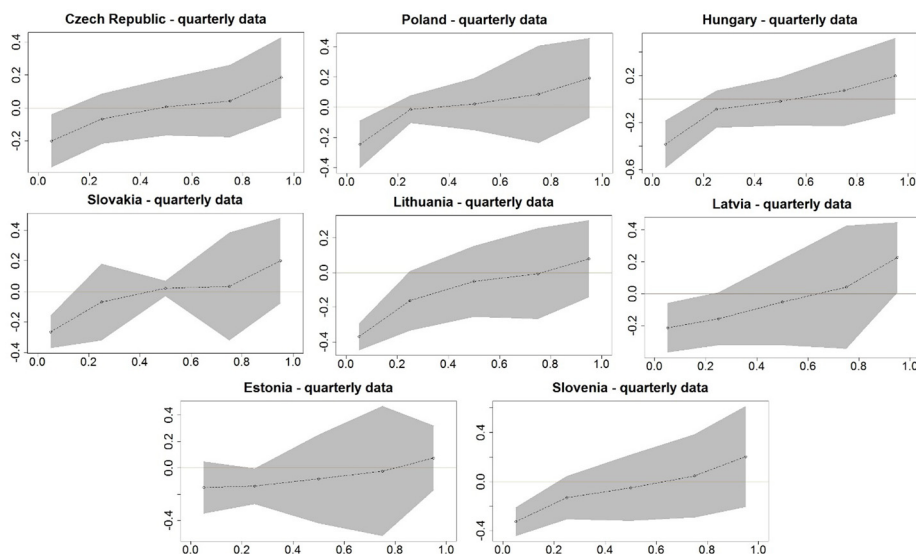 Czech Republic - quarterly data
0.4
0.2
0.0
-0.2
0.0 0.2 0.4 0.6 0.8 1.0
Poland - quarterly data
0.4
0.2
0.0
-0.2
-0.4
0.0 0.2 0.4 0.6 0.8 1.0
Hungary - quarterly data
0.2
-0.2
-0.6
0.0 0.2 0.4 0.6 0.8 1.0
Slovakia - quarterly data
0.4
0.2
0.0
-0.2
-0.4
0.0 0.2 0.4 0.6 0.8 1.0
Lithuania - quarterly data
0.2
0.0
-0.2
-0.4
0.0 0.2 0.4 0.6 0.8 1.0
Latvia - quarterly data
0.4
0.2
0.0
-0.2
-0.4
0.0 0.2 0.4 0.6 0.8 1.0
Estonia - quarterly data
0.4
0.2
0.0
-0.4
0.0 0.2 0.4 0.6 0.8 1.0
Slovenia - quarterly data
0.4
0.0
-0.4
0.0 0.2 0.4 0.6 0.8 1.0